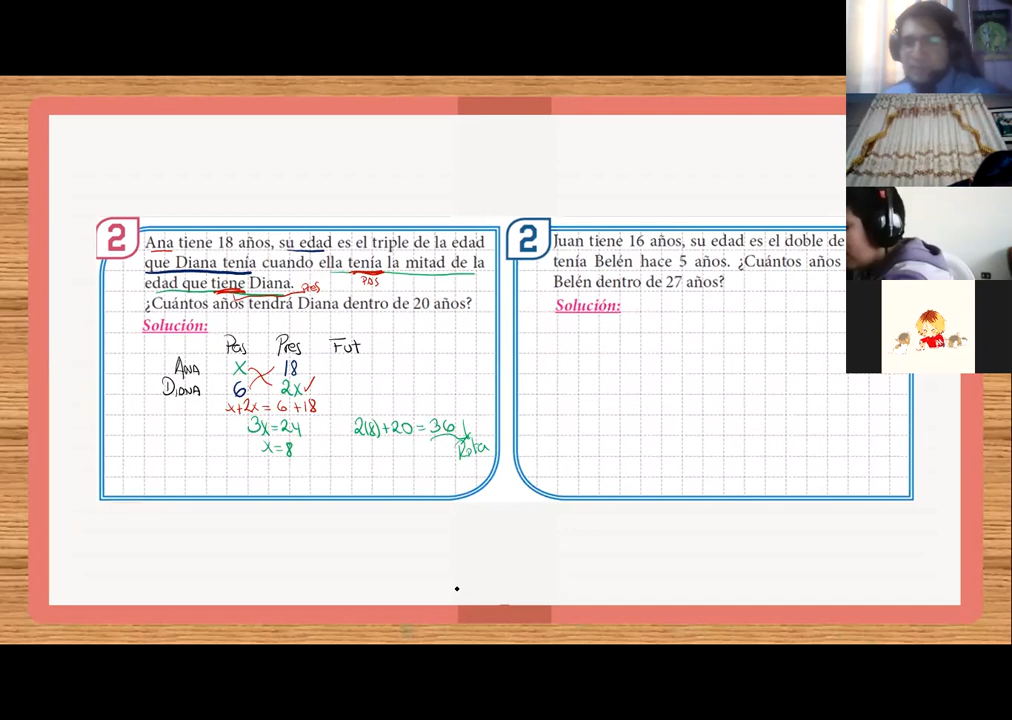 2
Ana tiene 18 años, su edad es el triple de la edad
que Diana tenía cuando ella tenía la mitad de la
edad que tiene Diana. Pres
Pas
¿Cuántos años tendrá Diana dentro de 20 años?
Solución:
Pas Pres Fut
Ana x 18
Diana 6 2x
x+2x = 6 +18
3x=24
x=8
2(8)+20=36
Rpta
2
Juan tiene 16 años, su edad es el doble de
tenía Belén hace 5 años. ¿Cuántos años
Belén dentro de 27 años?
Solución: